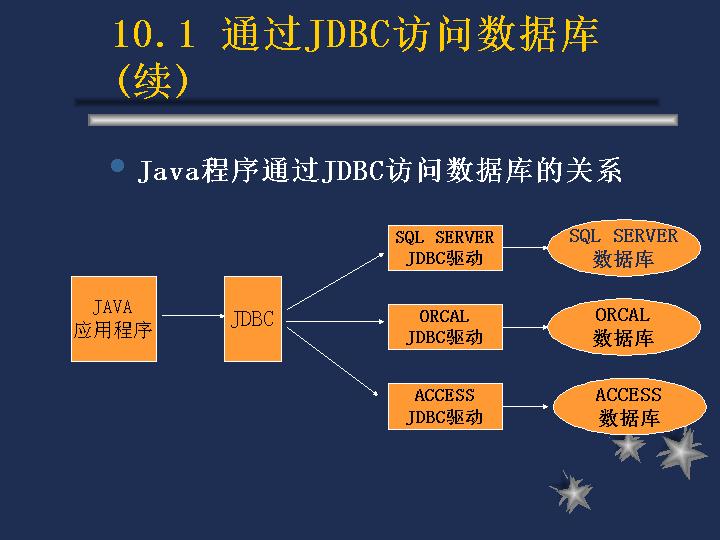 10.1 通过JDBC访问数据库
(续)
Java程序通过JDBC访问数据库的关系
JAVA
应用程序
JDBC
SQL SERVER
JDBC驱动
SQL SERVER
数据库
ORCAL
JDBC驱动
ORCAL
数据库
ACCESS
JDBC驱动
ACCESS
数据库